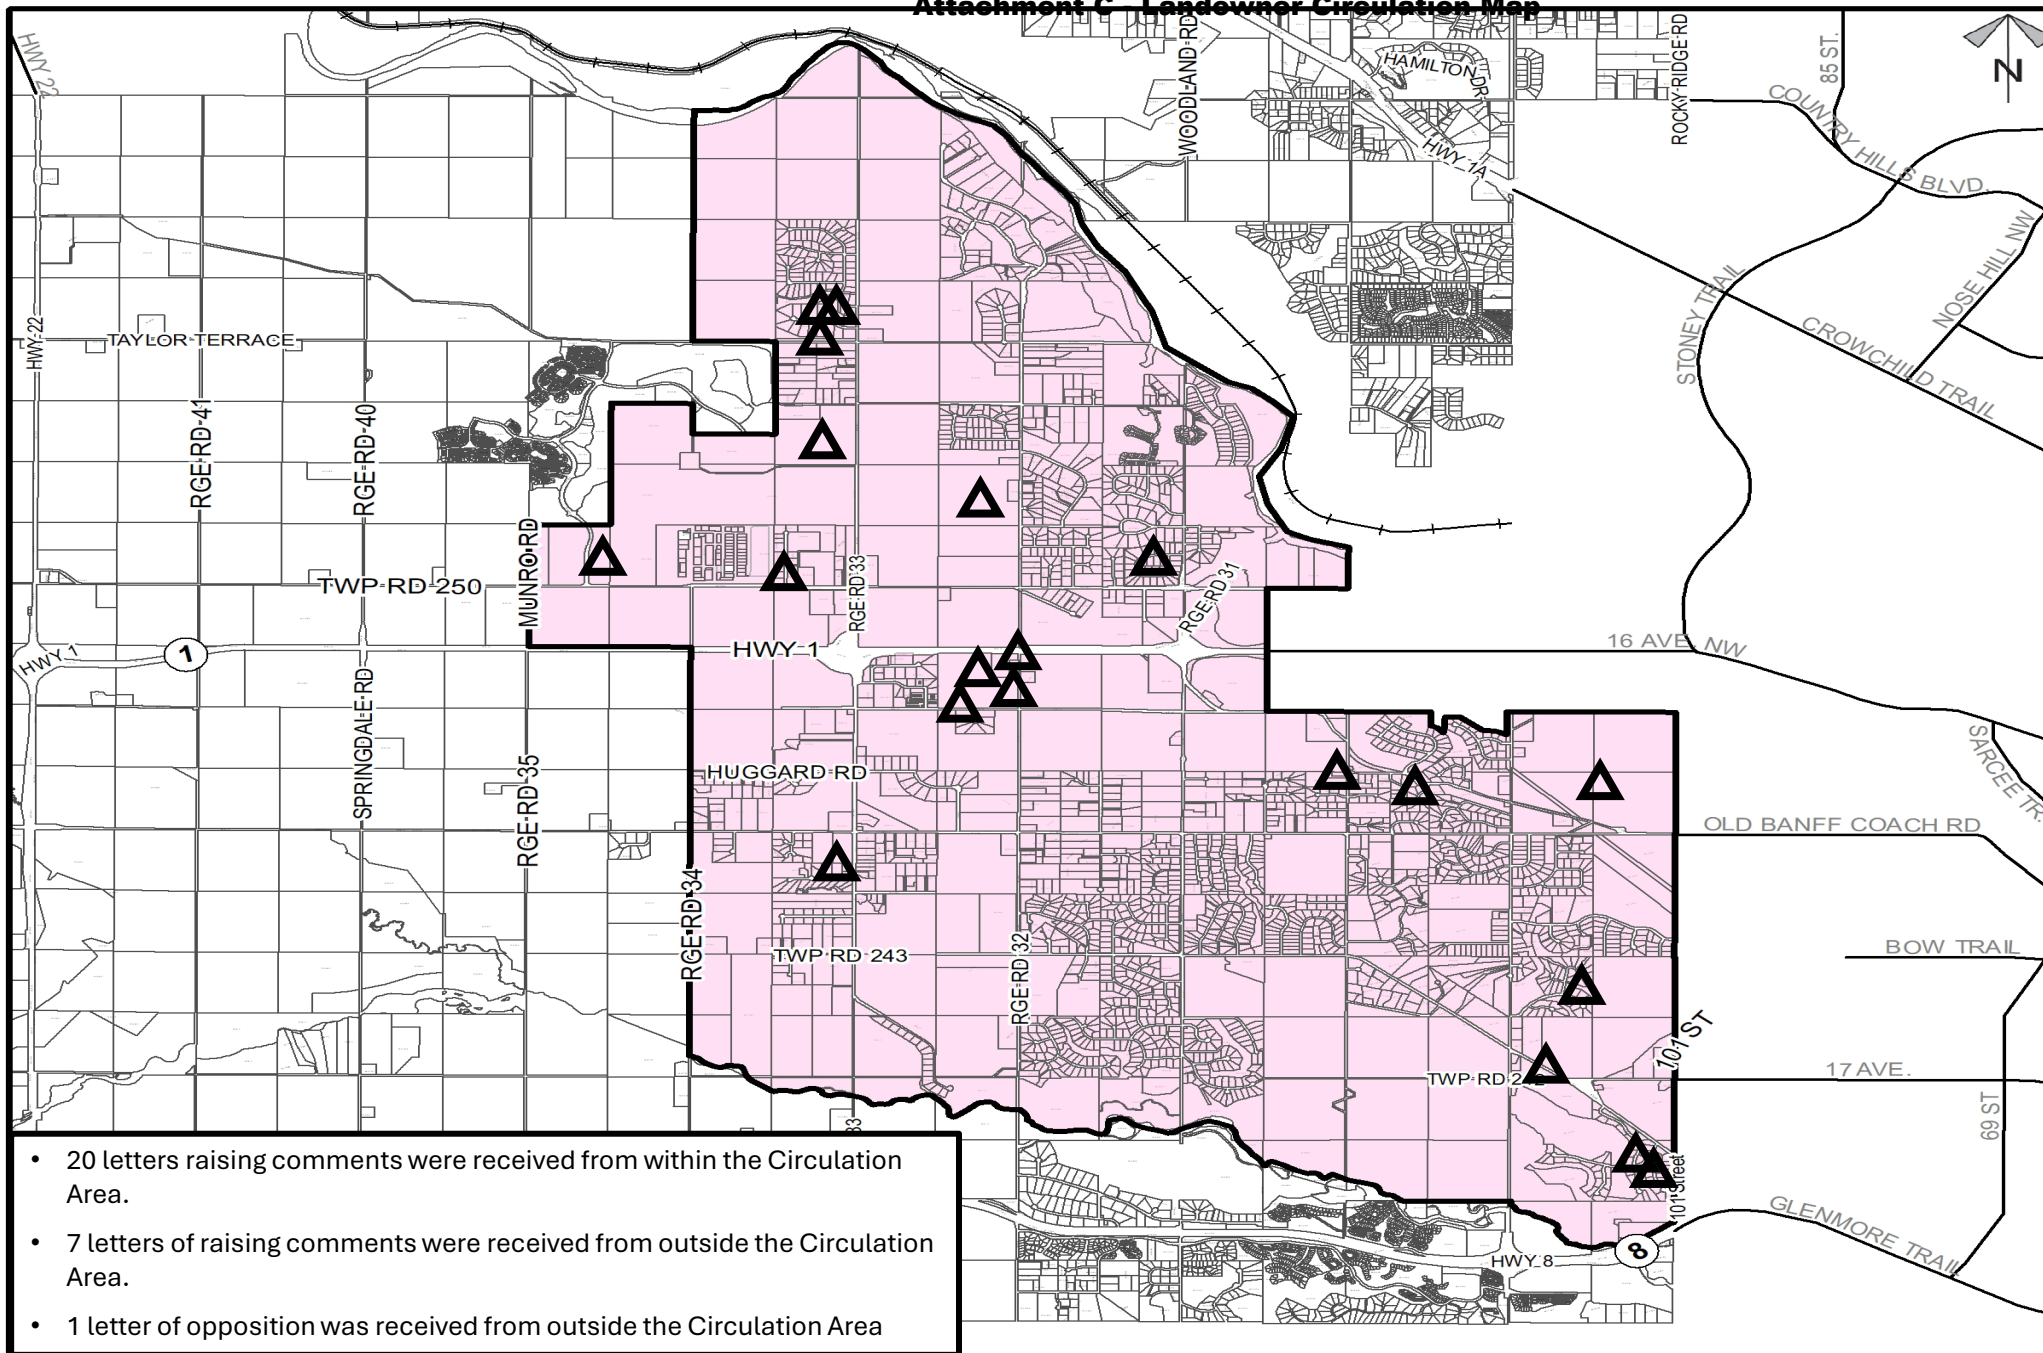 Attachment C - Landowner Circulation Map
HWY 22
WOODLAND RD
HAMILTON DR
ROCKY RIDGE RD
85 ST.
N
COUNTRY HILLS BLVD.
HWY 1A
NOSE HILL NW
STONEY TRAIL
CROWCHILD TRAIL
HWY 22
TAYLOR TERRACE
RGE RD 41
RGE RD 40
MUNRO RD
TWP RD 250
RGE RD 33
RGE RD 31
HWY 1
1
HWY 1
16 AVE. NW
SPRINGDALE RD
RGE RD 35
HUGGARD RD
SARCEE TR.
OLD BANFF COACH RD
RGE RD 34
TWP RD 243
RGE RD 32
BOW TRAIL
101 ST
TWP RD
17 AVE.
69 ST
33
101 Street
GLENMORE TRAIL
8
HWY 8
• 20 letters raising comments were received from within the Circulation
Area.
• 7 letters of raising comments were received from outside the Circulation
Area.
• 1 letter of opposition was received from outside the Circulation Area